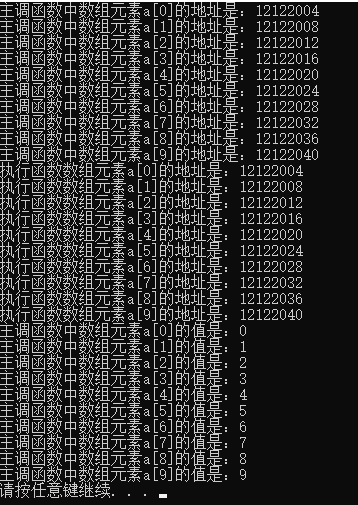 主调函数中数组元素a[0]的地址是：12122004
主调函数中数组元素a[1]的地址是：12122008
主调函数中数组元素a[2]的地址是：12122012
主调函数中数组元素a[3]的地址是：12122016
主调函数中数组元素a[4]的地址是：12122020
主调函数中数组元素a[5]的地址是：12122024
主调函数中数组元素a[6]的地址是：12122028
主调函数中数组元素a[7]的地址是：12122032
主调函数中数组元素a[8]的地址是：12122036
主调函数中数组元素a[9]的地址是：12122040
执行函数数组元素a[0]的地址是：12122004
执行函数数组元素a[1]的地址是：12122008
执行函数数组元素a[2]的地址是：12122012
执行函数数组元素a[3]的地址是：12122016
执行函数数组元素a[4]的地址是：12122020
执行函数数组元素a[5]的地址是：12122024
执行函数数组元素a[6]的地址是：12122028
执行函数数组元素a[7]的地址是：12122032
执行函数数组元素a[8]的地址是：12122036
执行函数数组元素a[9]的地址是：12122040
主调函数中数组元素a[0]的值是：0
主调函数中数组元素a[1]的值是：1
主调函数中数组元素a[2]的值是：2
主调函数中数组元素a[3]的值是：3
主调函数中数组元素a[4]的值是：4
主调函数中数组元素a[5]的值是：5
主调函数中数组元素a[6]的值是：6
主调函数中数组元素a[7]的值是：7
主调函数中数组元素a[8]的值是：8
主调函数中数组元素a[9]的值是：9
请按任意键继续. . .